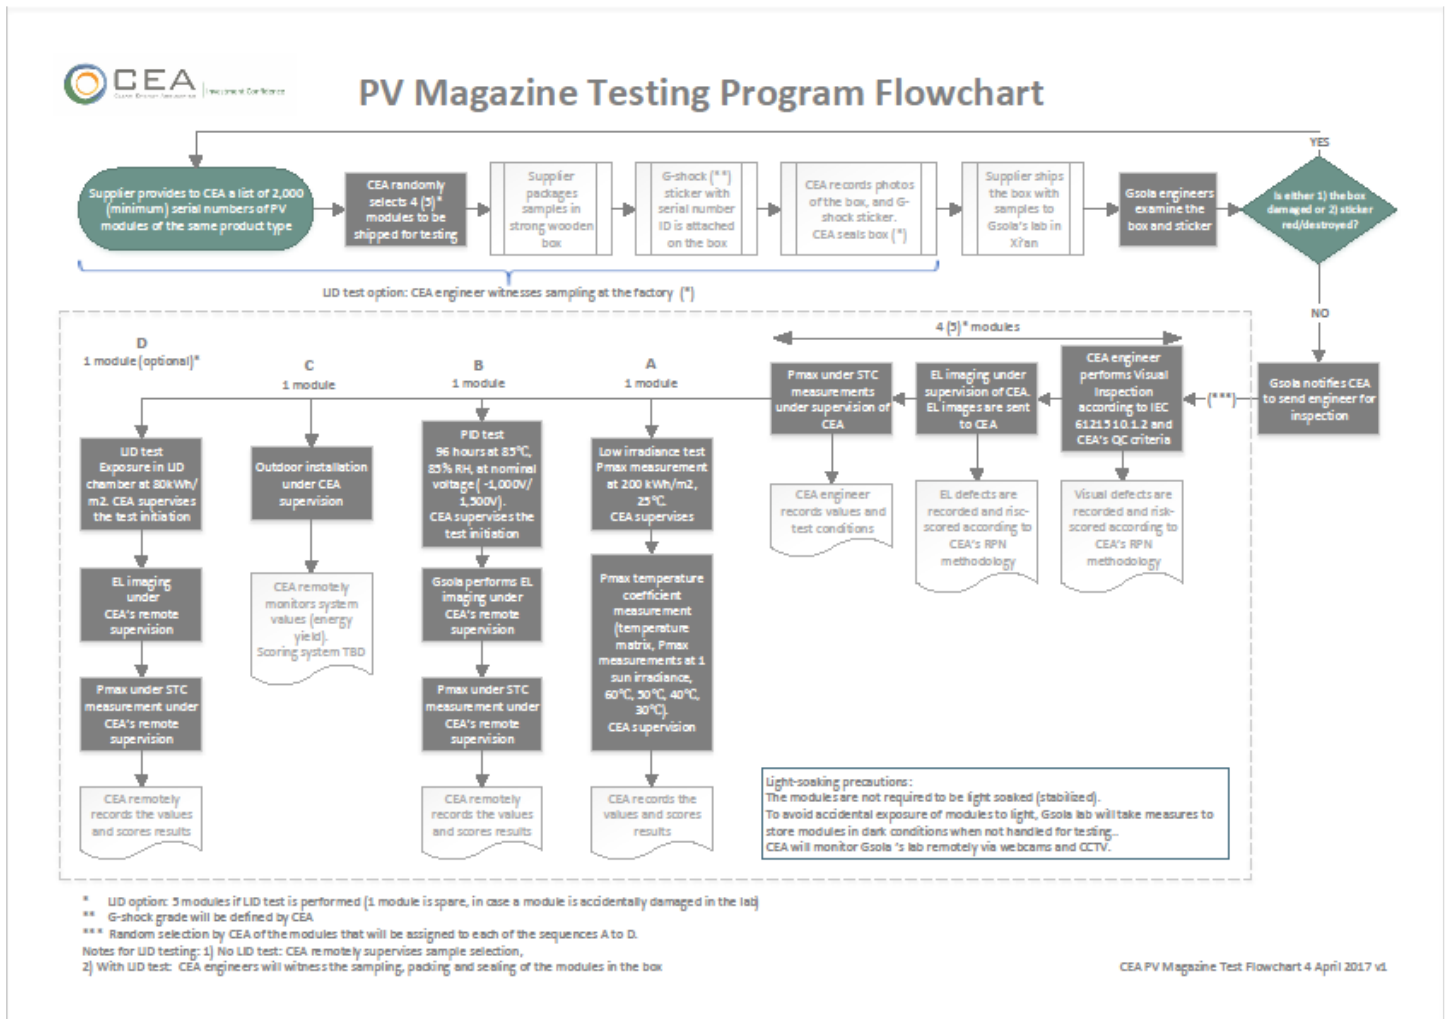 CEA
CLEAN ENERGY ASSOCIATES
Investment Confidence
PV Magazine Testing Program Flowchart
YES
Supplier provides to CEA a list of 2,000
(minimum) serial numbers of PV
modules of the same product type
CEA randomly
selects 4 (5)*
modules to be
shipped for testing
Supplier
packages
samples in
strong wooden
box
G-shock (**)
sticker with
serial number
ID is attached
on the box
CEA records photos
of the box, and G-
shock sticker.
CEA seals box (*)
Supplier ships
the box with
samples to
Gsola's lab in
Xi?an
Gsola engineers
examine the
box and sticker
Is either 1) the box
damaged or 2) sticker
red/destroyed?
LID test option: CEA engineer witnesses sampling at the factory (*)
NO
4 (5)* modules
Gsola notifies CEA
to send engineer for
inspection
(***)
CEA engineer
performs Visual
Inspection
according to IEC
61215 10.1.2 and
CEA's QC criteria
EL imaging under
supervision of CEA.
EL images are sent
to CEA
Pmax under STC
measurements
under supervision of
CEA
Visual defects are
recorded and risk-
scored according to
CEA's RPN
methodology
EL defects are
recorded and risc-
scored according to
CEA's RPN
methodology
CEA engineer
records values and
test conditions
D
1 module (optional)*
C
1 module
B
1 module
A
1 module
LID test
Exposure in LID
chamber at 80kWh/
m2. CEA supervises
the test initiation
EL imaging
under
CEA's remote
supervision
Pmax under STC
measurement under
CEA's remote
supervision
CEA remotely
records the values
and scores results
Outdoor installation
under CEA
supervision
CEA remotely
monitors system
values (energy
yield).
Scoring system TBD
PID test
96 hours at 85°C,
85% RH, at nominal
voltage ( -1,000V/
1,500V).
CEA supervises the
test initiation
Gsola performs EL
imaging under
CEA's remote
supervision
Pmax under STC
measurement under
CEA's remote
supervision
CEA remotely
records the values
and scores results
Low irradiance test
Pmax measurement
at 200 kWh/m2,
25°C.
CEA supervises
Pmax temperature
coefficient
measurement
(temperature
matrix, Pmax
measurements at 1
sun irradiance,
60°C, 50°C, 40°C,
30°C).
CEA supervision
CEA records the
values and scores
results
Light-soaking precautions:
The modules are not required to be light soaked (stabilized).
To avoid accidental exposure of modules to light, Gsola lab will take measures to
store modules in dark conditions when not handled for testing..
CEA will monitor Gsola 's lab remotely via webcams and CCTV.
* LID option: 5 modules if LID test is performed (1 module is spare, in case a module is accidentally damaged in the lab)
** G-shock grade will be defined by CEA
*** Random selection by CEA of the modules that will be assigned to each of the sequences A to D.
Notes for LID testing: 1) No LID test: CEA remotely supervises sample selection,
2) With LID test: CEA engineers will witness the sampling, packing and sealing of the modules in the box
CEA PV Magazine Test Flowchart 4 April 2017 v1